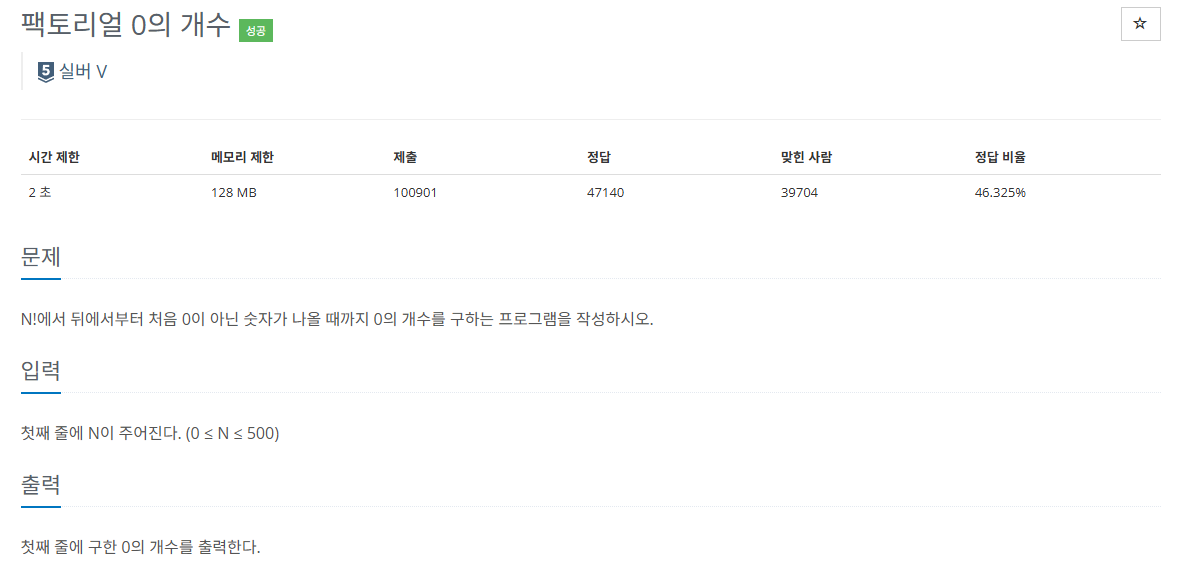 팩토리얼 0의 개수 성공
☆
5 실버 V
시간 제한 메모리 제한 제출 정답 맞힌 사람 정답 비율
2 초 128 MB 100901 47140 39704 46.325%
문제
N!에서 뒤에서부터 처음 0이 아닌 숫자가 나올 때까지 0의 개수를 구하는 프로그램을 작성하시오.
입력
첫째 줄에 N이 주어진다. (0 ≤ N ≤ 500)
출력
첫째 줄에 구한 0의 개수를 출력한다.